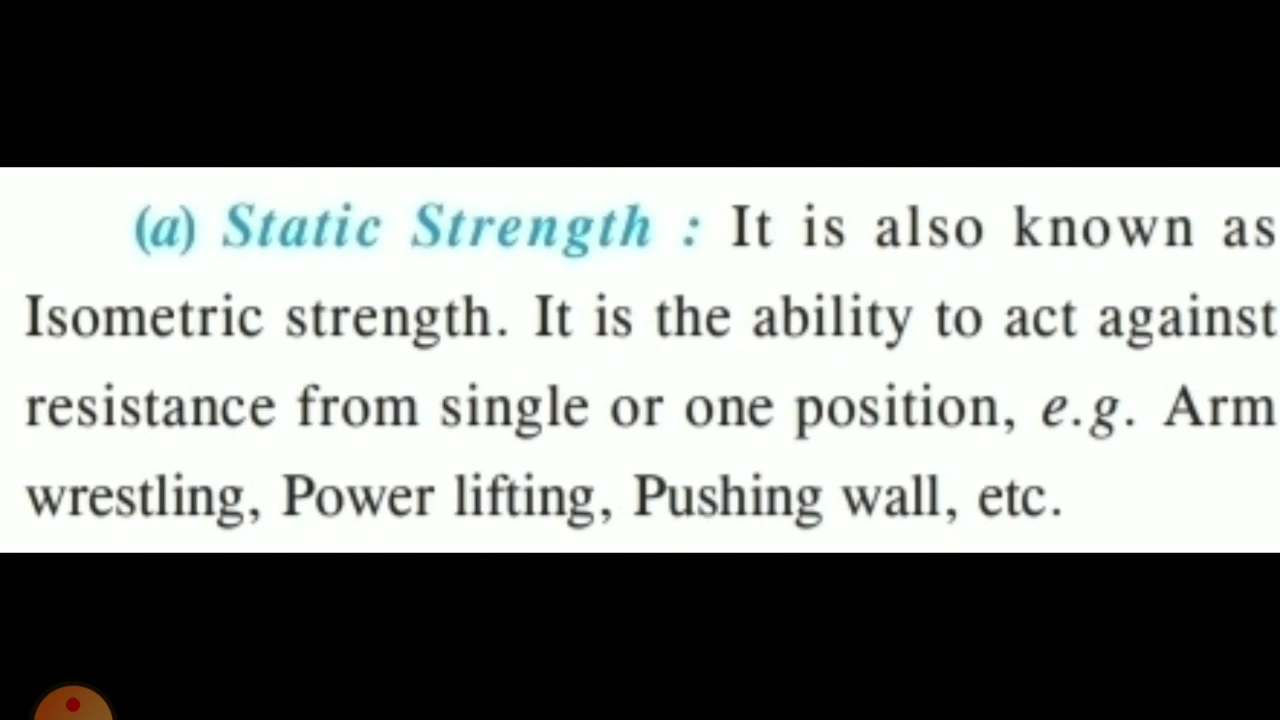 (a) Static Strength : It is also known as
Isometric strength. It is the ability to act against
resistance from single or one position, e.g. Arm
wrestling, Power lifting, Pushing wall, etc.